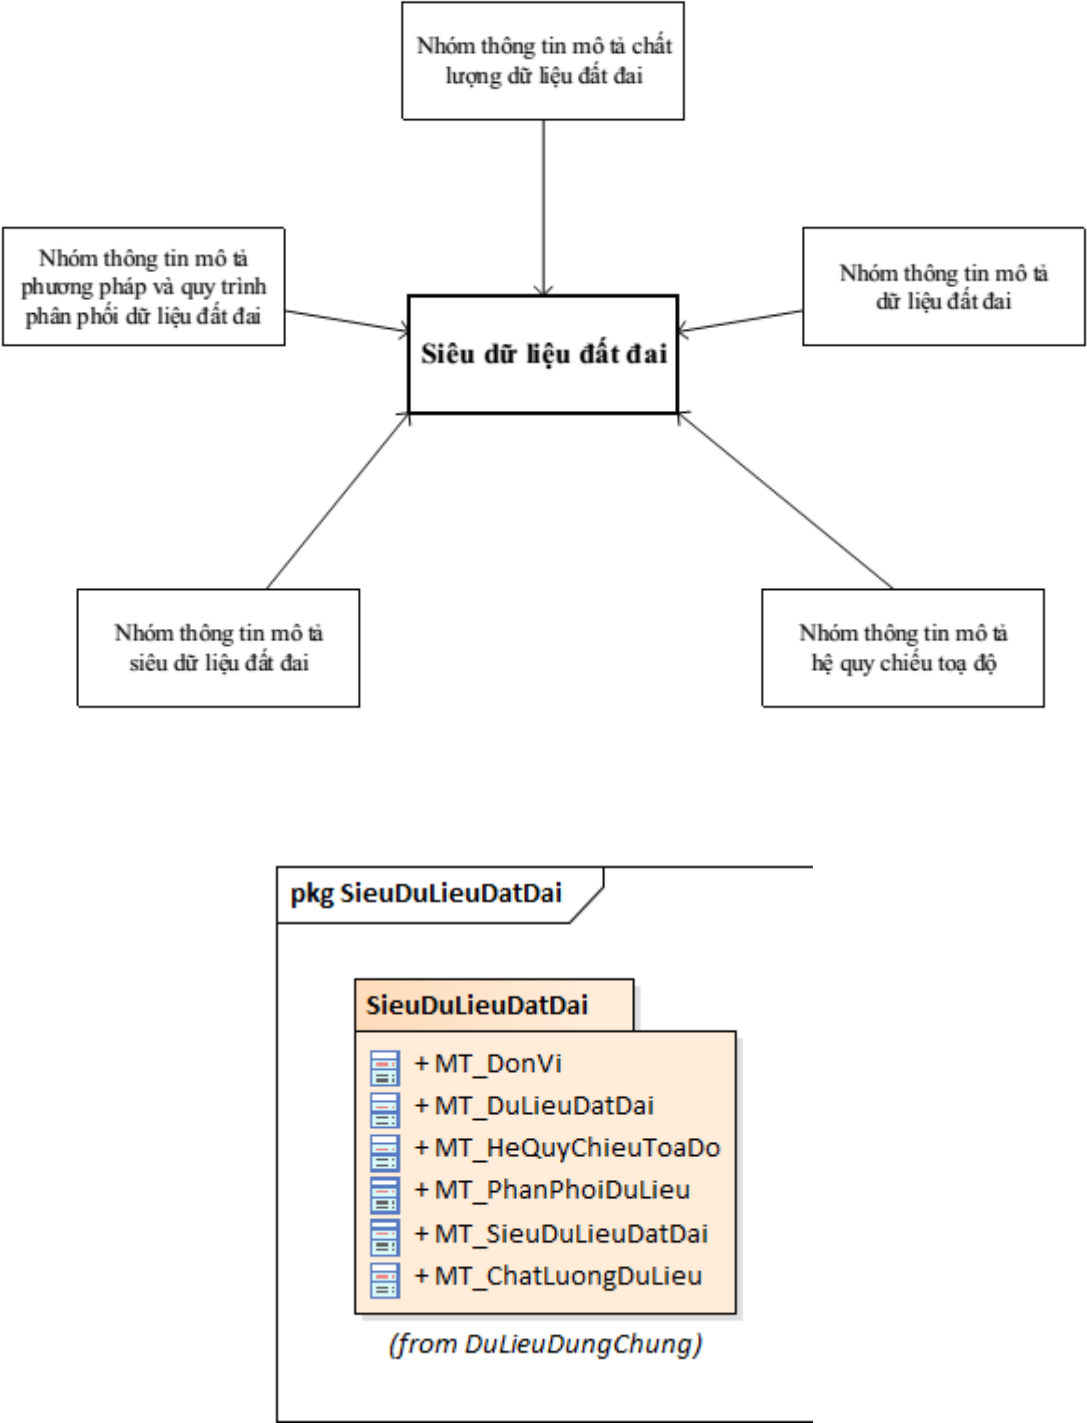 Nhóm thông tin mô tả chất
lượng dữ liệu đất đai
Nhóm thông tin mô tả
phương pháp và quy trình
phân phối dữ liệu đất đai
Nhóm thông tin mô tả
dữ liệu đất đai
Siêu dữ liệu đất đai
Nhóm thông tin mô tả
siêu dữ liệu đất đai
Nhóm thông tin mô tả
hệ quy chiếu toạ độ
pkg SieuDuLieuDatDai
SieuDuLieuDatDai
+ MT_DonVi
+ MT_DuLieuDatDai
+ MT_HeQuyChieuToaDo
+ MT_PhanPhoiDuLieu
+ MT_SieuDuLieuDatDai
+ MT_ChatLuongDuLieu
(from DuLieuDungChung)